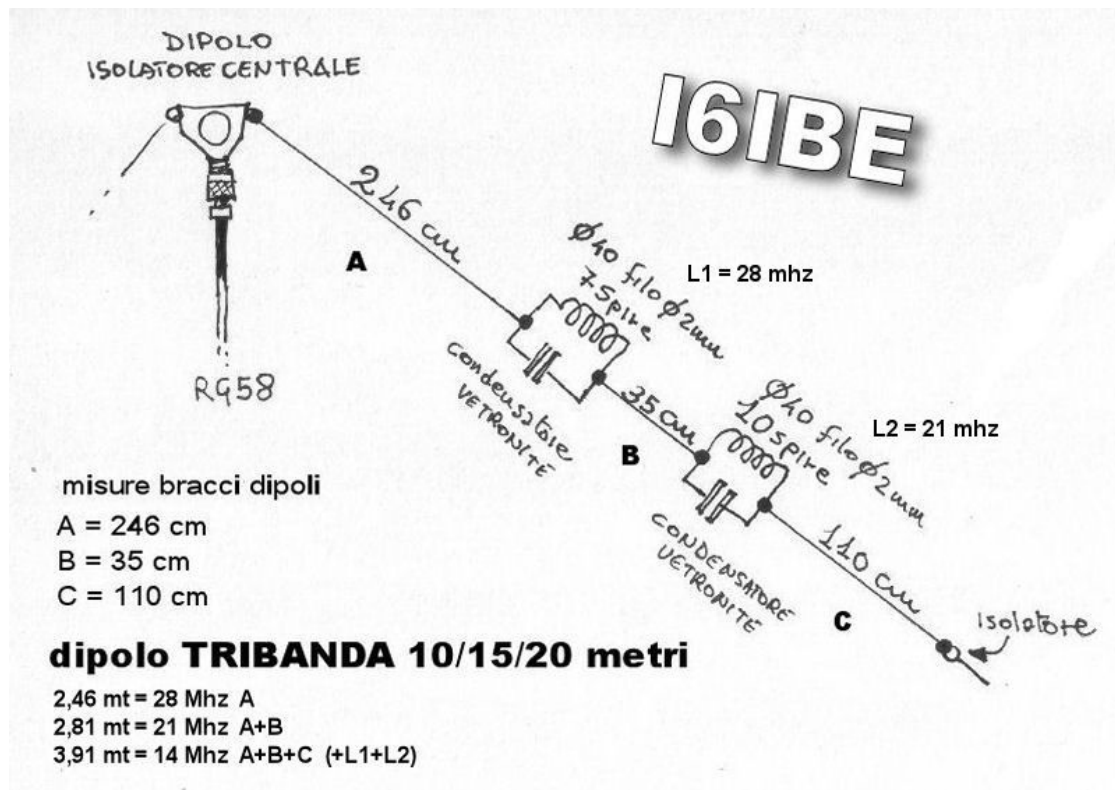 DIPOLO
ISOLATORE CENTRALE
I6IBE
246 cm
A
Ø40 filo Ø2mm
7 Spire
L1 = 28 mhz
RG58
condensatore
VETRONITE
35 cm
B
Ø40 filo Ø2mm
10 spire
L2 = 21 mhz
CONDENSATORE
VETRONITE
110 cm
C
isolatore
misure bracci dipoli
A = 246 cm
B = 35 cm
C = 110 cm
dipolo TRIBANDA 10/15/20 metri
2,46 mt = 28 Mhz A
2,81 mt = 21 Mhz A+B
3,91 mt = 14 Mhz A+B+C (+L1+L2)